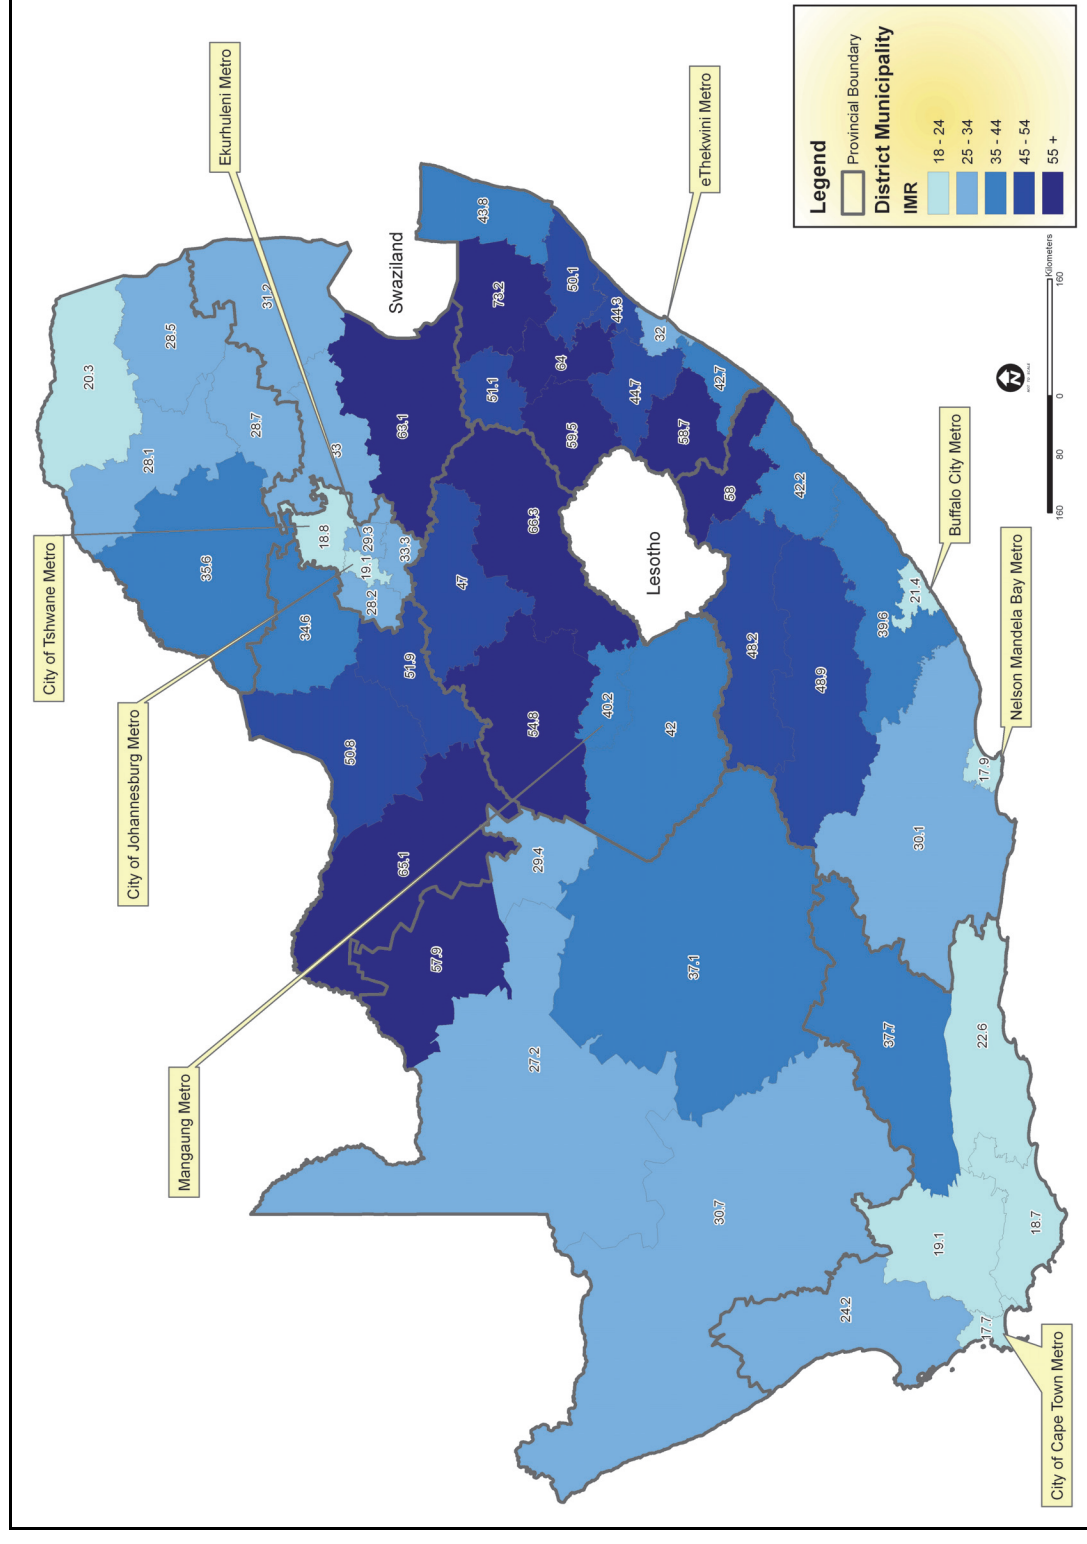 City of Tshwane Metro
City of Johannesburg Metro
Ekurhuleni Metro
Mangaung Metro
eThekwini Metro
Buffalo City Metro
Nelson Mandela Bay Metro
City of Cape Town Metro
Swaziland
Lesotho
20.3
28.5
31.2
28.1
28.7
33
35.6
34.6
18.8
29.3
19.1
33.3
28.2
63.1
43.8
73.2
50.1
44.3
51.1
64
32
59.5
44.7
42.7
58.7
66.3
47
51.9
50.8
54.8
40.2
42
65.1
57.9
29.4
27.2
37.1
30.7
58
42.2
48.2
48.9
39.6
21.4
30.1
17.9
37.7
22.6
24.2
19.1
18.7
17.7
Legend
Provincial Boundary
District Municipality
IMR
18 - 24
25 - 34
35 - 44
45 - 54
55 +
N
NOT TO SCALE
160 80 0 160
Kilometers